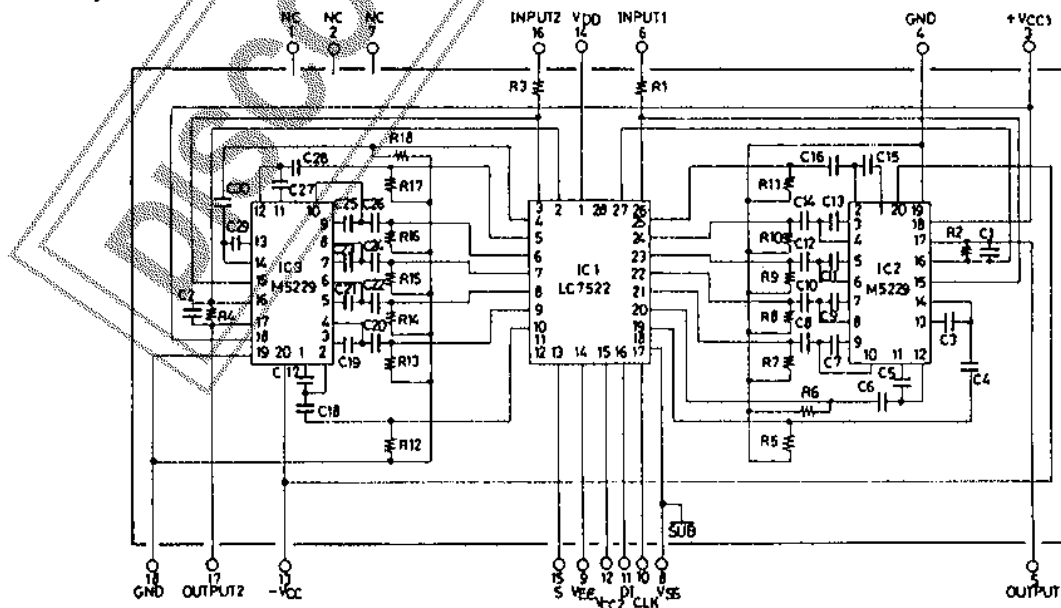 NC NC NC INPUT2 VDD INPUT1 GND +VCC1
1 2 7 16 14 6 4 3
R3 R1
R18
C28 C16 C15
C30 C27 R17 R11
12 11 10 3 2 1 28 27 26 2 1 20 19
C25 C26 4 25 C14 C13 3 18
C29 13 9 R16 5 24 R10 4 17 R2 C1
14 8 C24 6 23 C12 5 16
IC3 7 R15 7 IC1 22 R9 C11 6 IC2 15
15 M5229 C21 C22 8 LC7522 21 C10 M5229 14
C2 16 5 R14 9 20 R8 C9 7 13
R4 17 4 C20 10 19 C8 8 C3
18 3 C19 11 18 R7 C7 9 10 11 12
19 20 1 2 R13 12 13 14 15 16 17 C5 C4
C17 C6
C18 R6
R12 R5
SUB
18 17 13 15 9 12 11 10 8 5
GND OUTPUT2 -VCC S VEE VCC2 DI CLK VSS OUTPUT
DISCO